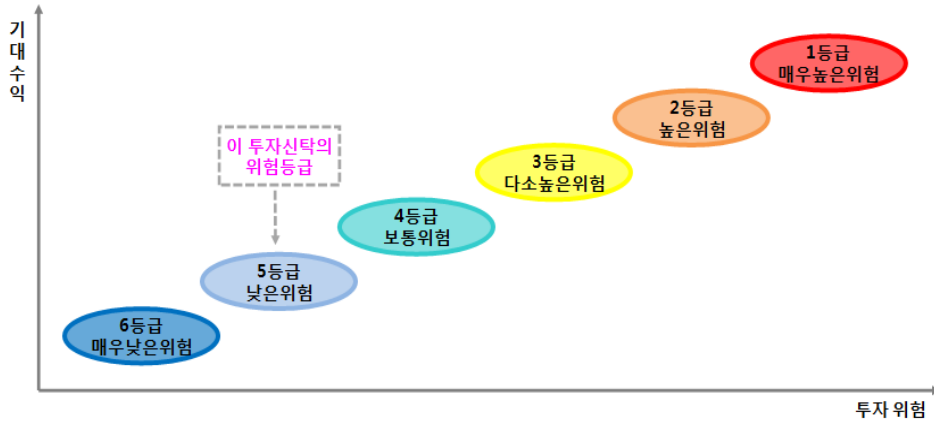 기대수익
1등급
매우높은위험
2등급
높은위험
이 투자신탁의
위험등급
3등급
다소높은위험
4등급
보통위험
5등급
낮은위험
6등급
매우낮은위험
투자 위험